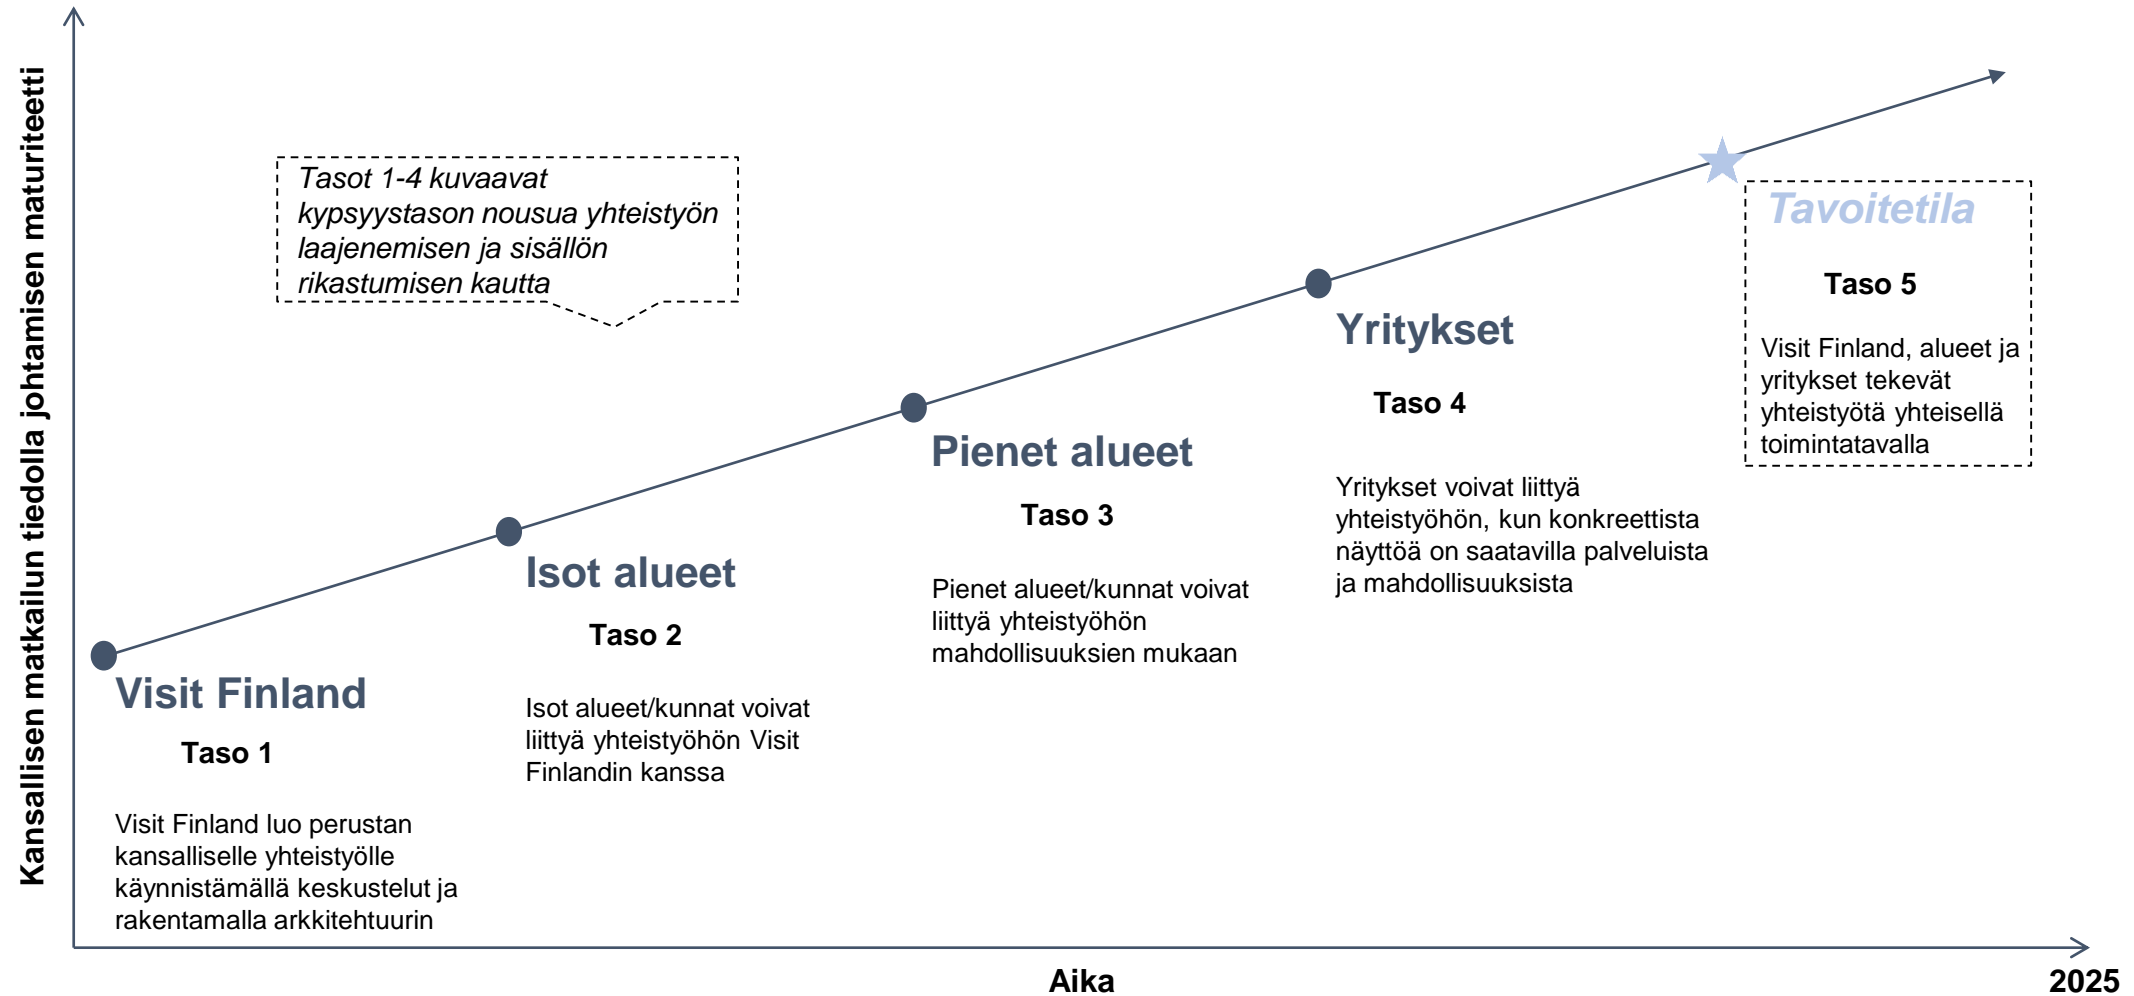 Kansallisen matkailun tiedolla johtamisen maturiteetti
Tasot 1-4 kuvaavat
kypsyystason nousua yhteistyön
laajenemisen ja sisällön
rikastumisen kautta
Visit Finland
Taso 1
Visit Finland luo perustan
kansalliselle yhteistyölle
käynnistämällä keskustelut ja
rakentamalla arkkitehtuurin
Isot alueet
Taso 2
Isot alueet/kunnat voivat
liittyä yhteistyöhön Visit
Finlandin kanssa
Pienet alueet
Taso 3
Pienet alueet/kunnat voivat
liittyä yhteistyöhön
mahdollisuuksien mukaan
Yritykset
Taso 4
Yritykset voivat liittyä
yhteistyöhön, kun konkreettista
näyttöä on saatavilla palveluista
ja mahdollisuuksista
Tavoitetila
Taso 5
Visit Finland, alueet ja
yritykset tekevät
yhteistyötä yhteisellä
toimintatavalla
Aika
2025